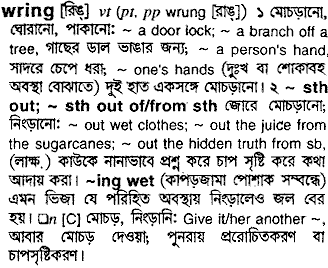 wring [রিঙ্] vt (pt, pp wrung [রাঙ্]) ১ মোচড়ানো,
ঘোরানো, পাকানো: ~ a door lock; ~ a branch off a
tree, গাছের ডাল ভাঙার জন্য; ~ a person's hand,
সাদরে চেপে ধরা; ~ one's hands (দুঃখ বা শোকাবহ
অবস্থা বোঝাতে) দুই হাত একসঙ্গে মোচড়ানো। ২ ~ sth
out; ~ sth out of/from sth জোরে মোচড়ানো;
নিংড়ানো: ~ out wet clothes; ~ out the juice from
the sugarcanes; ~ out the hidden truth from sb,
(লাক্ষ.) কাউকে নানাভাবে প্রশ্ন করে চাপ সৃষ্টি করে কথা
আদায় করা। ~ing wet (কাপড়জামা পোশাক সম্বন্ধে)
এমন ভিজা যে পরিহিত অবস্থায় নিংড়ালেও জল বের
হয়। □n [C] মোচড়, নিংড়ানি: Give it/her another ~,
আবার মোচড় দেওয়া; পুনরায় প্ররোচিতকরণ বা
চাপসৃষ্টিকরণ।